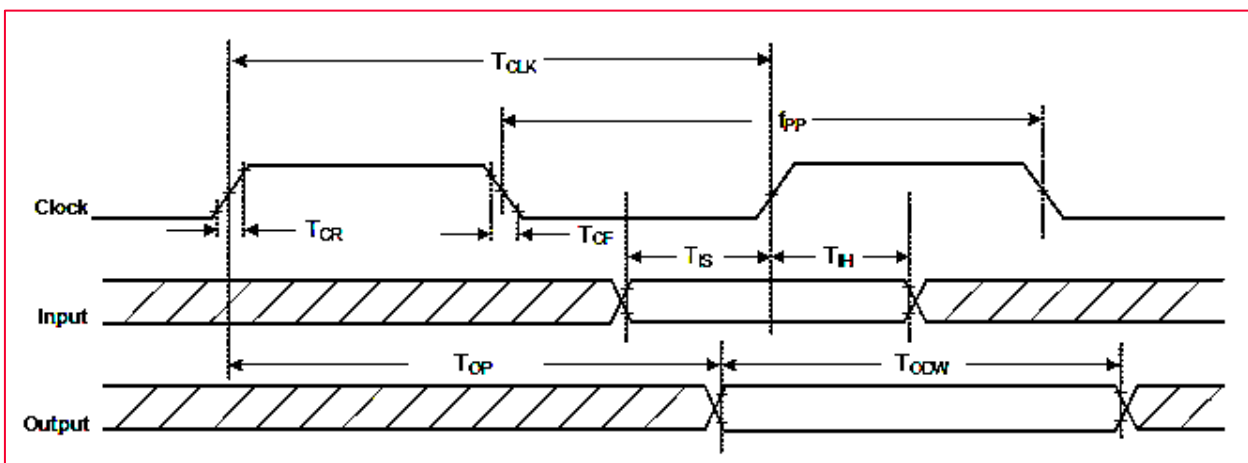 TCLK
fPP
Clock
TCR
TCF
TIS
TIH
Input
TOP
TODW
Output